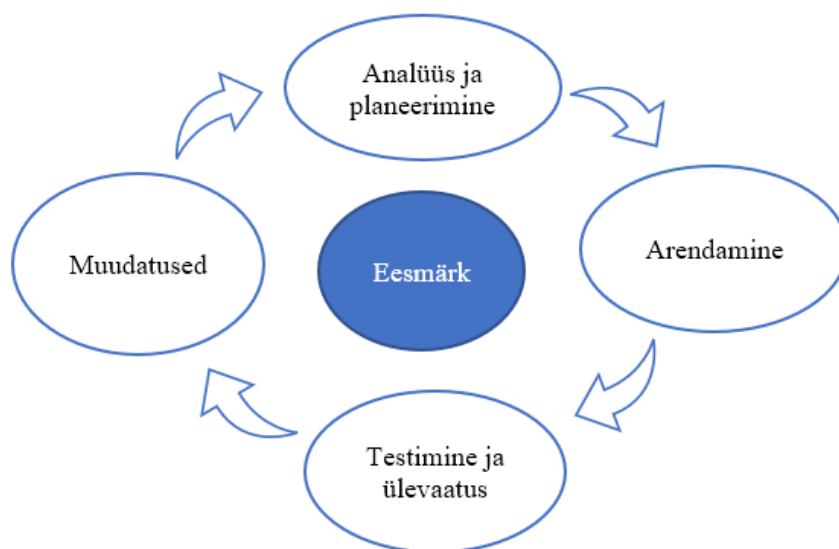 Analüüs ja
planeerimine
Arendamine
Testimine ja
ülevaatus
Muudatused
Eesmärk